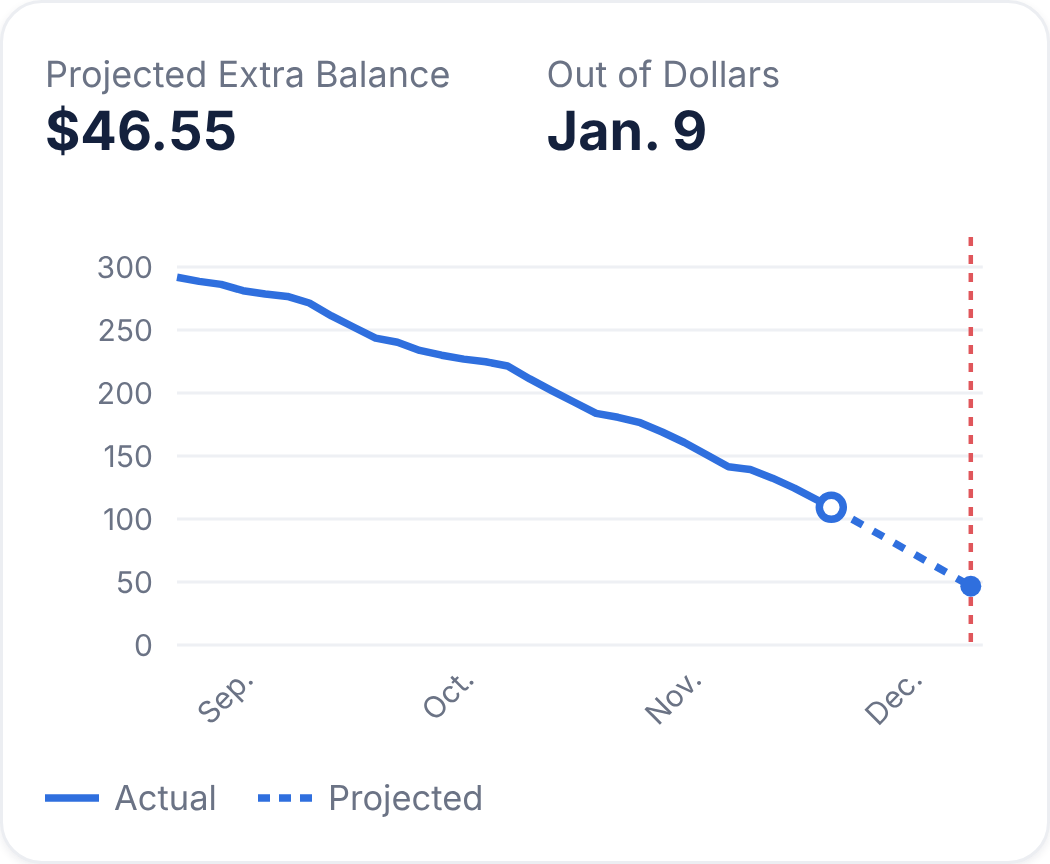 Projected Extra Balance
$46.55
Out of Dollars
Jan. 9
300
250
200
150
100
50
0
Sep.
Oct.
Nov.
Dec.
Actual
Projected